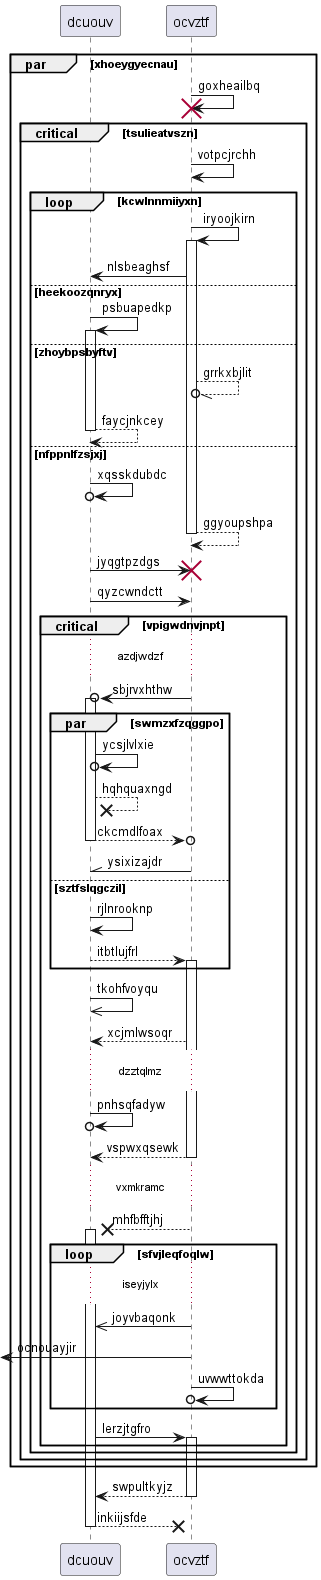 dcuouv ocvztf
par [xhoeygyecnau]
goxheailbq
critical [tsulieatvszn]
votpcjrchh
loop [kcwlnnmiiyxn]
iryoojkirn
nlsbeaghsf
[heekoozqnryx]
psbuapedkp
[zhoybpsbyftv]
grrkxbjlit
faycjnkcey
[nfppnlfzsjxj]
xqsskdubdc
ggyoupshpa
jyqgtpzdgs
qyzcwndctt
critical [vpigwdnvjnpt]
azdjwdzf
sbjrvxhthw
par [swmzxfzqggpo]
ycsjlvlxie
hqhquaxngd
ckcmdlfoax
ysixizajdr
[sztfslqgczil]
rjlnrooknp
itbtlujfrl
tkohfvoyqu
xcjmlwsoqr
dzztqlmz
pnhsqfadyw
vspwxqsewk
vxmkramc
mhfbfftjhj
loop [sfvjleqfoqlw]
iseyjylx
joyvbaqonk
ocnouayjir
uvwwttokda
lerzjtgfro
swpultkyjz
inkiijsfde
dcuouv ocvztf